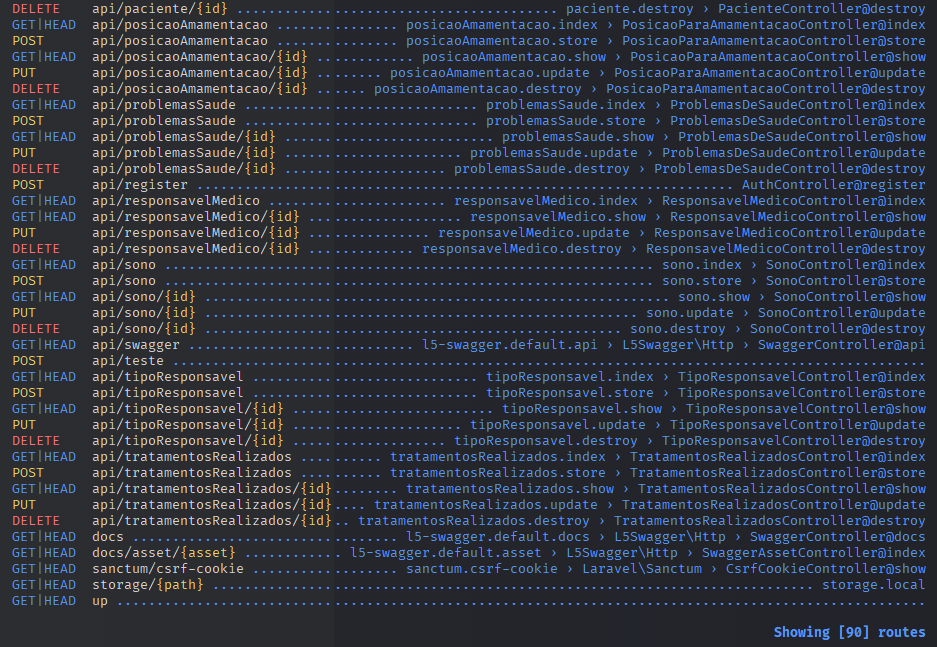 DELETE api/paciente/{id} ......................................... paciente.destroy › PacienteController@destroy
GET|HEAD api/posicaoAmamentacao ................ posicaoAmamentacao.index › PosicaoParaAmamentacaoController@index
POST api/posicaoAmamentacao ................ posicaoAmamentacao.store › PosicaoParaAmamentacaoController@store
GET|HEAD api/posicaoAmamentacao/{id} ............ posicaoAmamentacao.show › PosicaoParaAmamentacaoController@show
PUT api/posicaoAmamentacao/{id} ........ posicaoAmamentacao.update › PosicaoParaAmamentacaoController@update
DELETE api/posicaoAmamentacao/{id} ...... posicaoAmamentacao.destroy › PosicaoParaAmamentacaoController@destroy
GET|HEAD api/problemasSaude ............................. problemasSaude.index › ProblemasDeSaudeController@index
POST api/problemasSaude ............................. problemasSaude.store › ProblemasDeSaudeController@store
GET|HEAD api/problemasSaude/{id} .......................... problemasSaude.show › ProblemasDeSaudeController@show
PUT api/problemasSaude/{id} ...................... problemasSaude.update › ProblemasDeSaudeController@update
DELETE api/problemasSaude/{id} .................... problemasSaude.destroy › ProblemasDeSaudeController@destroy
POST api/register ................................................................... AuthController@register
GET|HEAD api/responsavelMedico ...................... responsavelMedico.index › ResponsavelMedicoController@index
GET|HEAD api/responsavelMedico/{id} ................... responsavelMedico.show › ResponsavelMedicoController@show
PUT api/responsavelMedico/{id} ............... responsavelMedico.update › ResponsavelMedicoController@update
DELETE api/responsavelMedico/{id} ............. responsavelMedico.destroy › ResponsavelMedicoController@destroy
GET|HEAD api/sono ............................................................. sono.index › SonoController@index
POST api/sono ............................................................. sono.store › SonoController@store
GET|HEAD api/sono/{id} .......................................................... sono.show › SonoController@show
PUT api/sono/{id} ...................................................... sono.update › SonoController@update
DELETE api/sono/{id} .................................................... sono.destroy › SonoController@destroy
GET|HEAD api/swagger ............................. l5-swagger.default.api › L5Swagger\Http › SwaggerController@api
POST api/teste ...............................................................................................
GET|HEAD api/tipoResponsavel ............................ tipoResponsavel.index › TipoResponsavelController@index
POST api/tipoResponsavel ............................ tipoResponsavel.store › TipoResponsavelController@store
GET|HEAD api/tipoResponsavel/{id} ......................... tipoResponsavel.show › TipoResponsavelController@show
PUT api/tipoResponsavel/{id} ..................... tipoResponsavel.update › TipoResponsavelController@update
DELETE api/tipoResponsavel/{id} ................... tipoResponsavel.destroy › TipoResponsavelController@destroy
GET|HEAD api/tratamentosRealizados .......... tratamentosRealizados.index › TratamentosRealizadosController@index
POST api/tratamentosRealizados .......... tratamentosRealizados.store › TratamentosRealizadosController@store
GET|HEAD api/tratamentosRealizados/{id}........ tratamentosRealizados.show › TratamentosRealizadosController@show
PUT api/tratamentosRealizados/{id}.... tratamentosRealizados.update › TratamentosRealizadosController@update
DELETE api/tratamentosRealizados/{id}.. tratamentosRealizados.destroy › TratamentosRealizadosController@destroy
GET|HEAD docs .................................. l5-swagger.default.docs › L5Swagger\Http › SwaggerController@docs
GET|HEAD docs/asset/{asset} ............ l5-swagger.default.asset › L5Swagger\Http › SwaggerAssetController@index
GET|HEAD sanctum/csrf-cookie .................... sanctum.csrf-cookie › Laravel\Sanctum › CsrfCookieController@show
GET|HEAD storage/{path} ........................................................................... storage.local
GET|HEAD up .....................................................................................................
Showing [90] routes